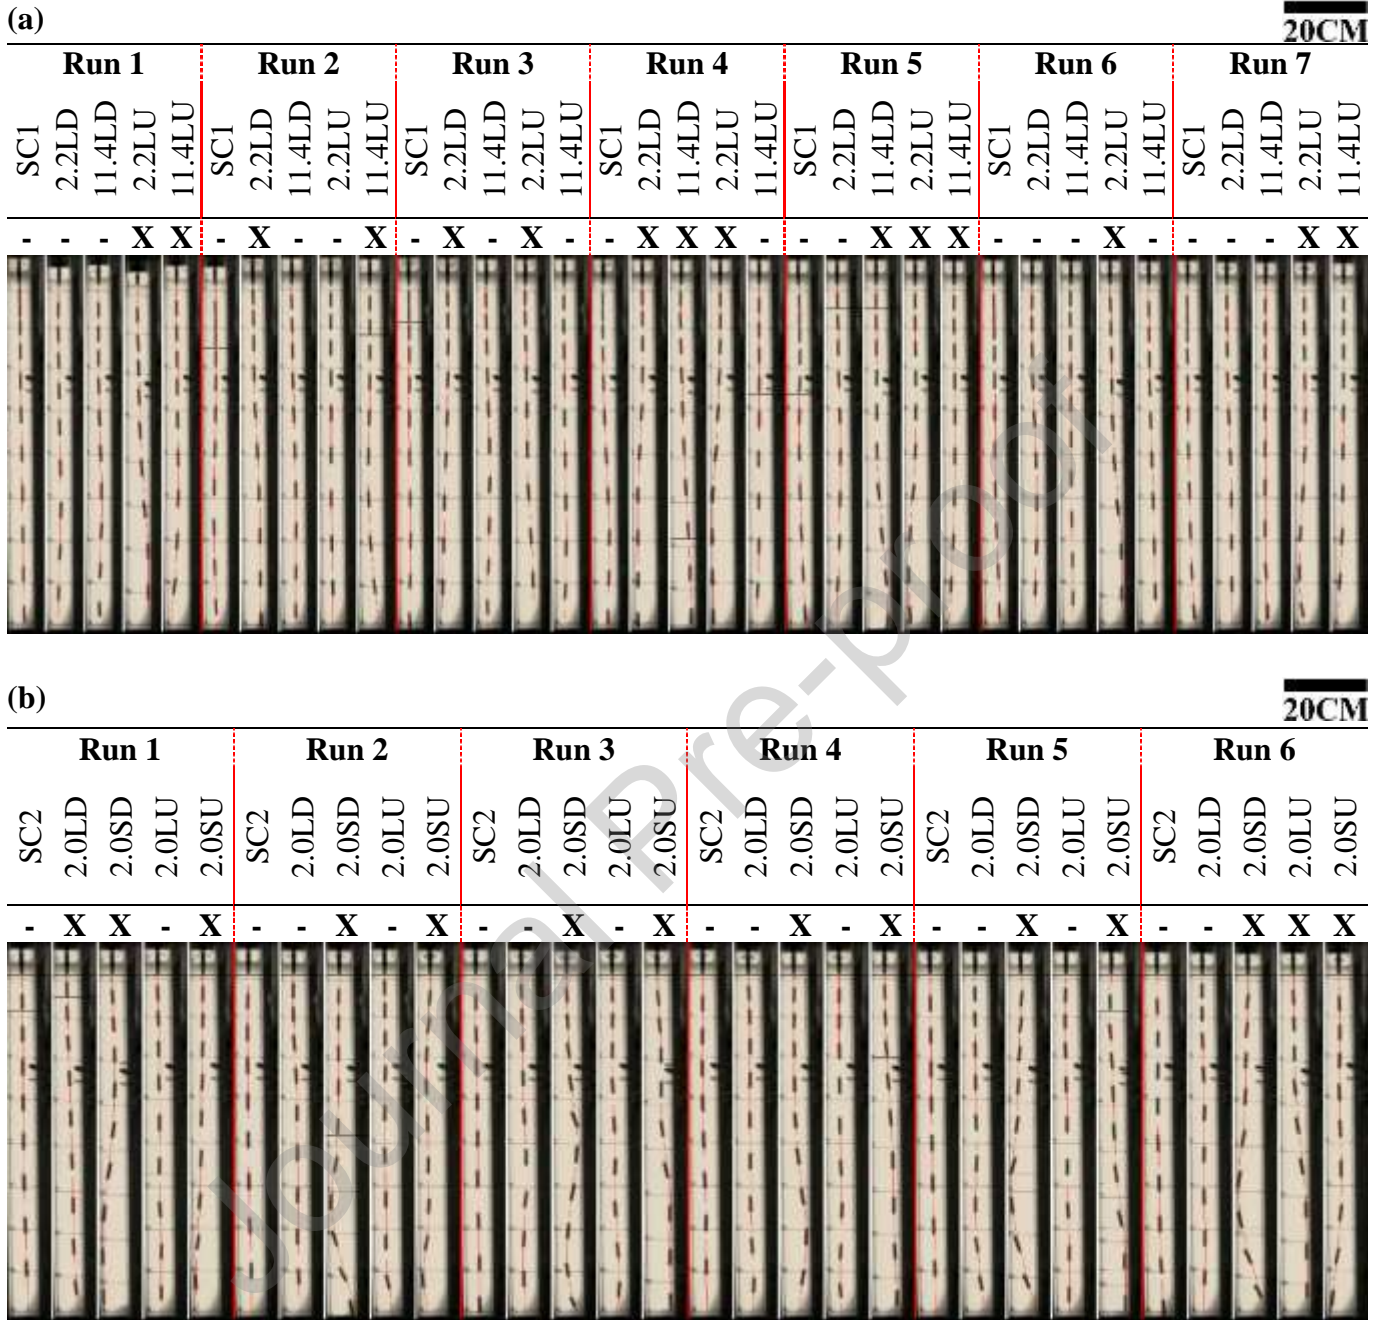 (a)
20CM
Run 1 Run 2 Run 3 Run 4 Run 5 Run 6 Run 7
SC1 2.2LD 11.4LD 2.2LU 11.4LU SC1 2.2LD 11.4LD 2.2LU 11.4LU SC1 2.2LD 11.4LD 2.2LU 11.4LU SC1 2.2LD 11.4LD 2.2LU 11.4LU SC1 2.2LD 11.4LD 2.2LU 11.4LU SC1 2.2LD 11.4LD 2.2LU 11.4LU SC1 2.2LD 11.4LD 2.2LU 11.4LU
- - - X X - X - - X - X - X - - X X X - - - X X X - - - X - - - - X X
(b)
20CM
Run 1 Run 2 Run 3 Run 4 Run 5 Run 6
SC2 2.0LD 2.0SD 2.0LU 2.0SU SC2 2.0LD 2.0SD 2.0LU 2.0SU SC2 2.0LD 2.0SD 2.0LU 2.0SU SC2 2.0LD 2.0SD 2.0LU 2.0SU SC2 2.0LD 2.0SD 2.0LU 2.0SU SC2 2.0LD 2.0SD 2.0LU 2.0SU
- X X - X - - X - X - - X - X - - X - X - - X - X - - X X X
Journal Pre-proof